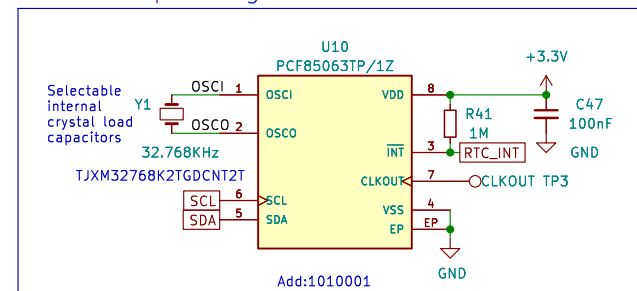 U10
PCF85063TP/1Z
+3.3V
Selectable
internal
crystal load
capacitors
Y1
OSCI 1 OSCI
VDD 8
R41
1M
C47
100nF
OSCO 2 OSCO
32.768KHz
INT 3 RTC_INT
GND
TJXM32768K2TGDCNT2T
CLKOUT 7 CLKOUT TP3
SCL 6 SCL
SDA 5 SDA
VSS 4
EP EP
GND
Add:1010001